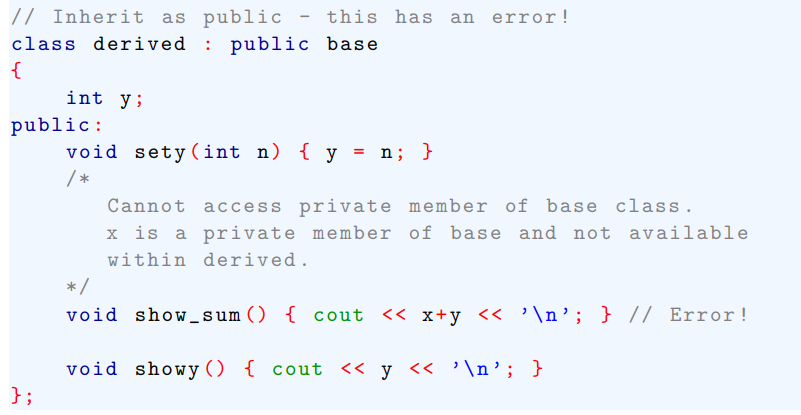 // Inherit as public - this has an error!
class derived : public base
{
    int y;
public:
    void sety(int n) { y = n; }
    /*
       Cannot access private member of base class.
       x is a private member of base and not available
       within derived.
    */
    void show_sum() { cout << x+y << ’\n’; } // Error!
    void showy() { cout << y << ’\n’; }
};